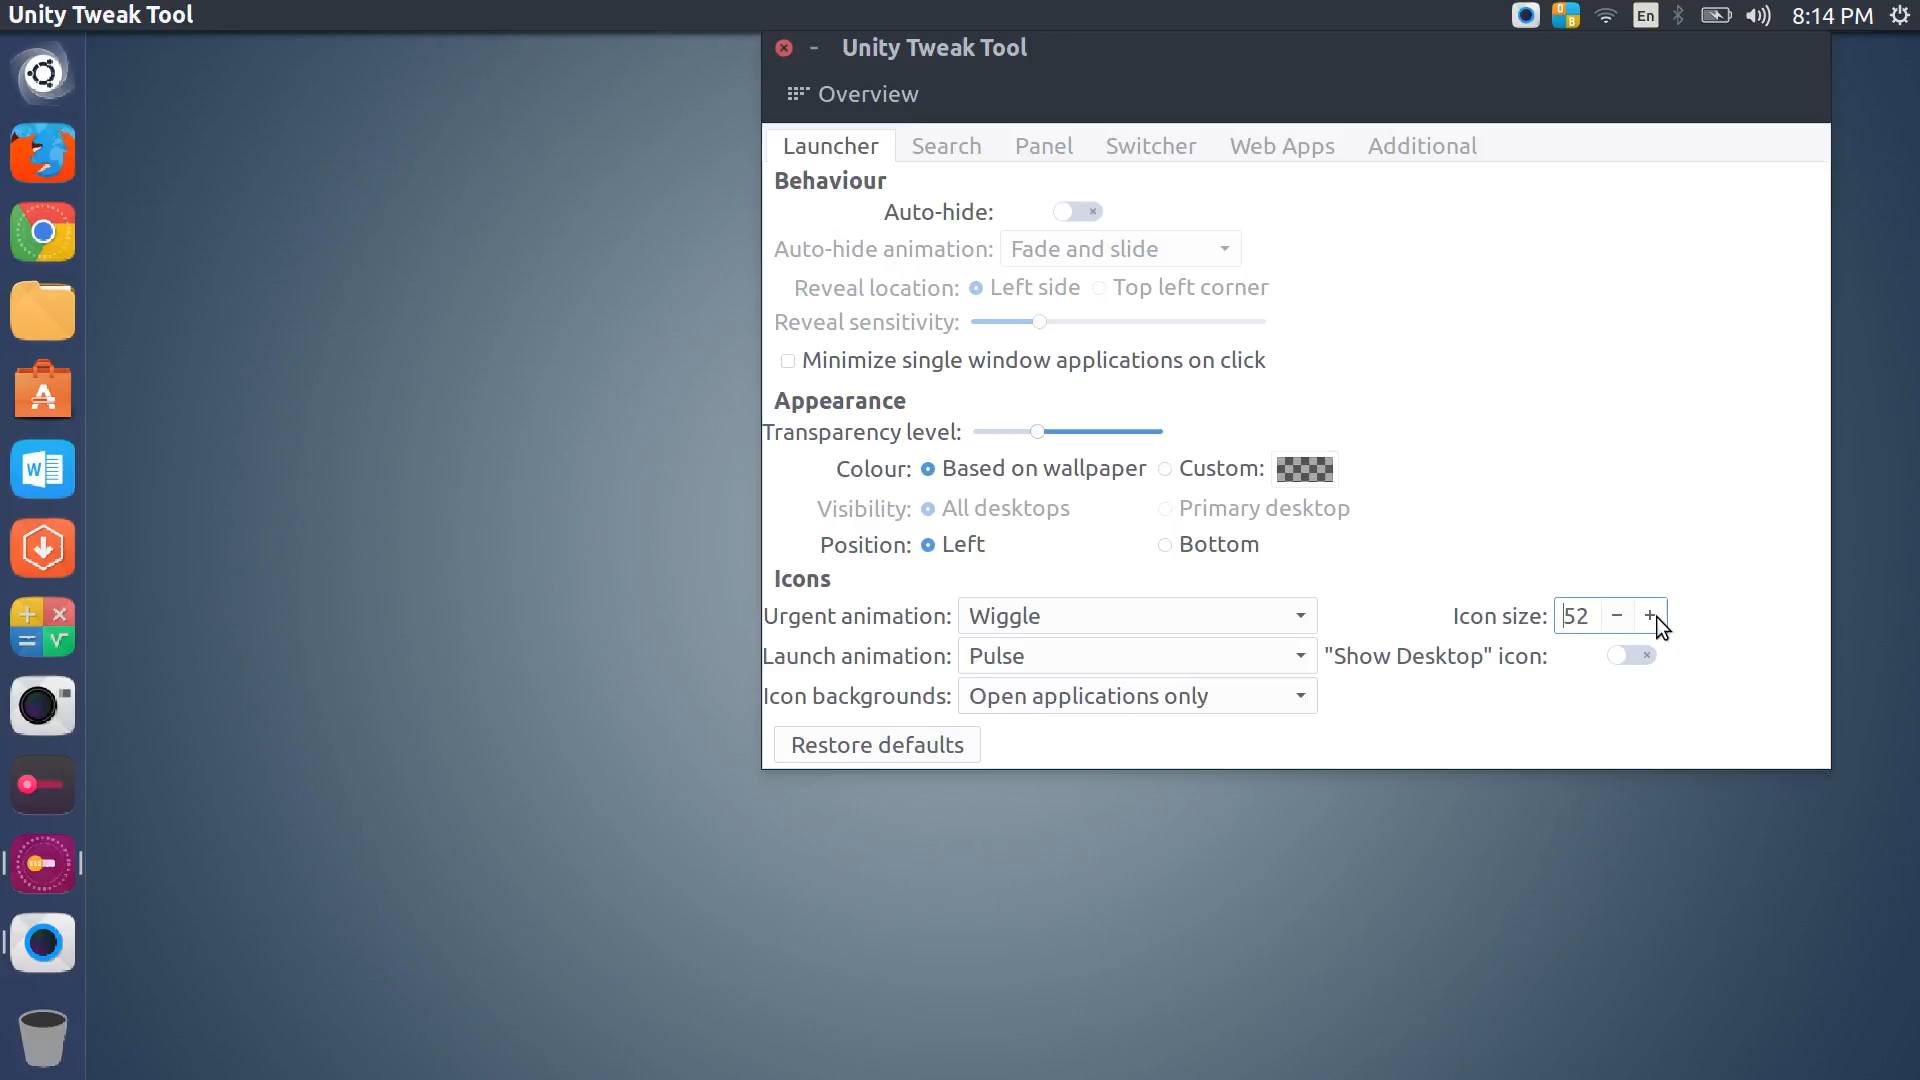 Unity Tweak Tool
En
8:14 PM
Unity Tweak Tool
Overview
Launcher Search Panel Switcher Web Apps Additional
Behaviour
Auto-hide:
Auto-hide animation: Fade and slide
Reveal location: Left side Top left corner
Reveal sensitivity:
Minimize single window applications on click
Appearance
Transparency level:
Colour: Based on wallpaper Custom:
Visibility: All desktops Primary desktop
Position: Left Bottom
Icons
Urgent animation: Wiggle Icon size: 52 − +
Launch animation: Pulse "Show Desktop" icon:
Icon backgrounds: Open applications only
Restore defaults
A
W